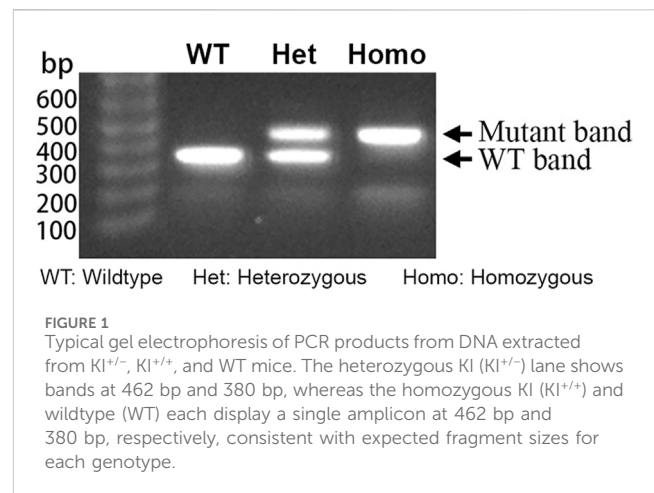 WT Het Homo
bp
600
500
400
300
200
100
Mutant band
WT band
WT: Wildtype Het: Heterozygous Homo: Homozygous
FIGURE 1
Typical gel electrophoresis of PCR products from DNA extracted
from KI⁺/⁻, KI⁺/⁺, and WT mice. The heterozygous KI (KI⁺/⁻) lane shows
bands at 462 bp and 380 bp, whereas the homozygous KI (KI⁺/⁺) and
wildtype (WT) each display a single amplicon at 462 bp and
380 bp, respectively, consistent with expected fragment sizes for
each genotype.